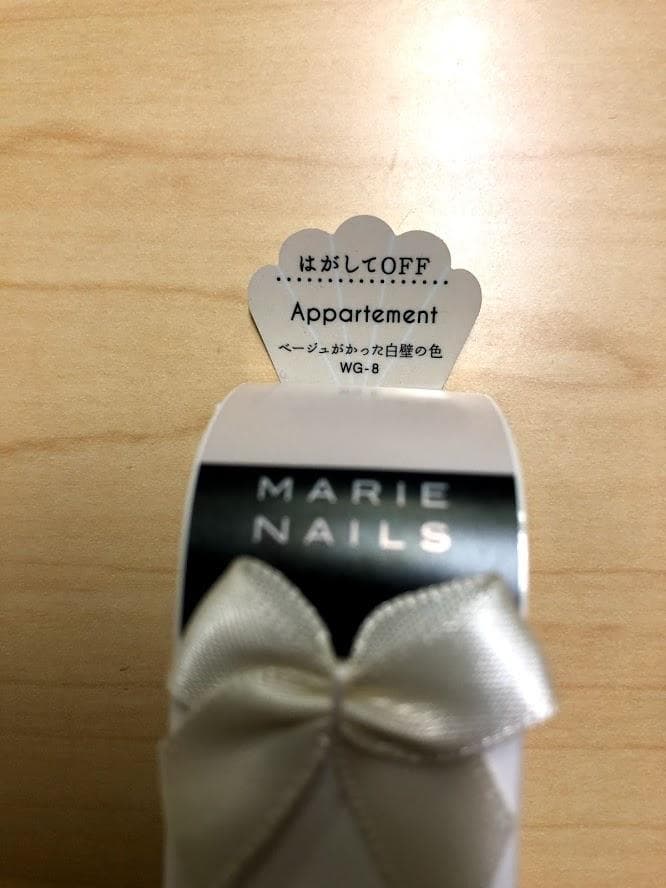 はがしてOFF
Appartement
ベージュがかった白壁の色
WG-8
MARIE
NAILS